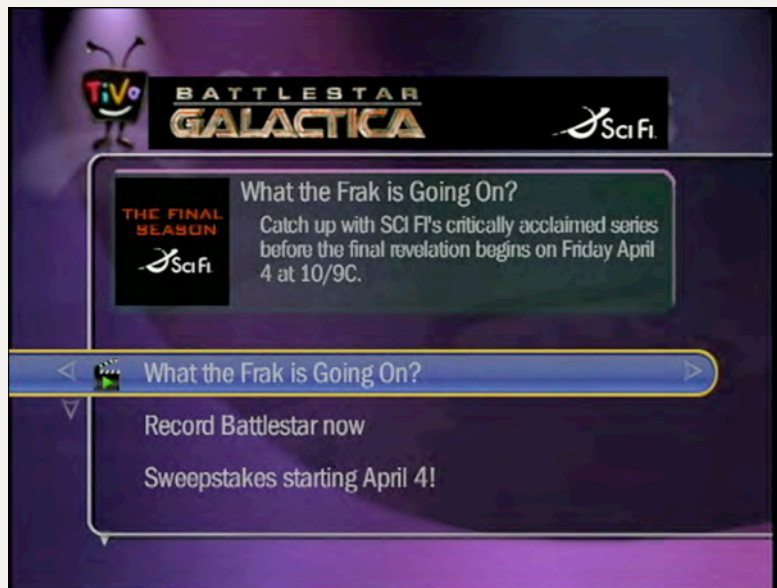 TiVo
BATTLESTAR
GALACTICA
SCI FI
What the Frak is Going On?
THE FINAL
SEASON
SCI FI
Catch up with SCI FI's critically acclaimed series
before the final revelation begins on Friday April
4 at 10/9C.
What the Frak is Going On?
Record Battlestar now
Sweepstakes starting April 4!